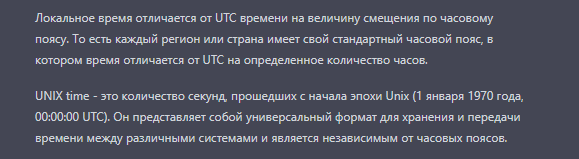 Локальное время отличается от UTC времени на величину смещения по часовому
поясу. То есть каждый регион или страна имеет свой стандартный часовой пояс, в
котором время отличается от UTC на определенное количество часов.
UNIX time - это количество секунд, прошедших с начала эпохи Unix (1 января 1970 года,
00:00:00 UTC). Он представляет собой универсальный формат для хранения и передачи
времени между различными системами и является независимым от часовых поясов.